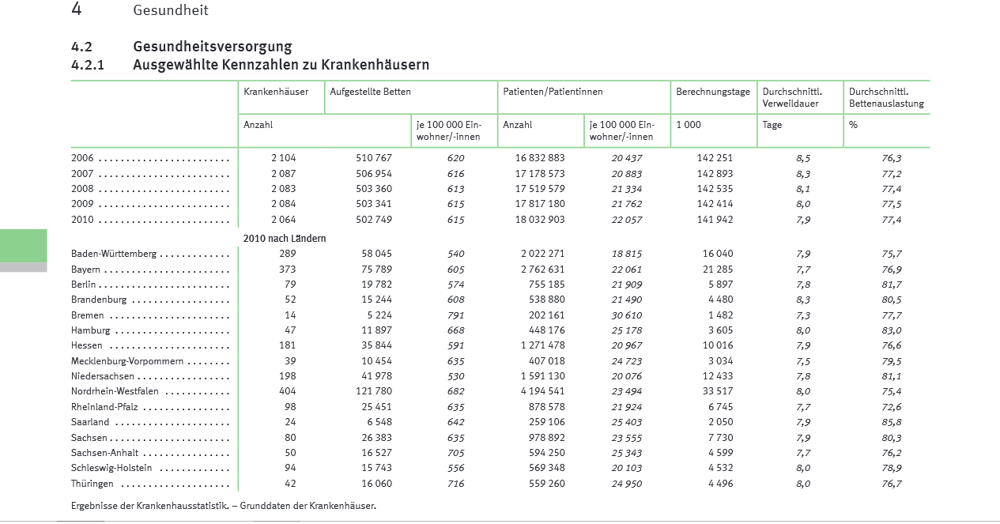 4 Gesundheit
4.2 Gesundheitsversorgung
4.2.1 Ausgewählte Kennzahlen zu Krankenhäusern
Krankenhäuser Aufgestellte Betten Patienten/Patientinnen Berechnungstage Durchschnittl. Verweildauer Durchschnittl. Bettenauslastung
Anzahl je 100 000 Ein-wohner/-innen Anzahl je 100 000 Ein-wohner/-innen 1 000 Tage %
2006 ........................ 2 104 510 767 620 16 832 883 20 437 142 251 8,5 76,3
2007 ........................ 2 087 506 954 616 17 178 573 20 883 142 893 8,3 77,2
2008 ........................ 2 083 503 360 613 17 519 579 21 334 142 535 8,1 77,4
2009 ........................ 2 084 503 341 615 17 817 180 21 762 142 414 8,0 77,5
2010 ........................ 2 064 502 749 615 18 032 903 22 057 141 942 7,9 77,4
2010 nach Ländern
Baden-Württemberg ............. 289 58 045 540 2 022 271 18 815 16 040 7,9 75,7
Bayern ....................... 373 75 789 605 2 762 631 22 061 21 285 7,7 76,9
Berlin ........................ 79 19 782 574 755 185 21 909 5 897 7,8 81,7
Brandenburg .................. 52 15 244 608 538 880 21 490 4 480 8,3 80,5
Bremen ...................... 14 5 224 791 202 161 30 610 1 482 7,3 77,7
Hamburg ..................... 47 11 897 668 448 176 25 178 3 605 8,0 83,0
Hessen ...................... 181 35 844 591 1 271 478 20 967 10 016 7,9 76,6
Mecklenburg-Vorpommern ........ 39 10 454 635 407 018 24 723 3 034 7,5 79,5
Niedersachsen ................. 198 41 978 530 1 591 130 20 076 12 433 7,8 81,1
Nordrhein-Westfalen ............ 404 121 780 682 4 194 541 23 494 33 517 8,0 75,4
Rheinland-Pfalz ................ 98 25 451 635 878 578 21 924 6 745 7,7 72,6
Saarland ..................... 24 6 548 642 259 106 25 403 2 050 7,9 85,8
Sachsen ...................... 80 26 383 635 978 892 23 555 7 730 7,9 80,3
Sachsen-Anhalt ................ 50 16 527 705 594 250 25 343 4 599 7,7 76,2
Schleswig-Holstein ............. 94 15 743 556 569 348 20 103 4 532 8,0 78,9
Thüringen .................... 42 16 060 716 559 260 24 950 4 496 8,0 76,7
Ergebnisse der Krankenhausstatistik. – Grunddaten der Krankenhäuser.